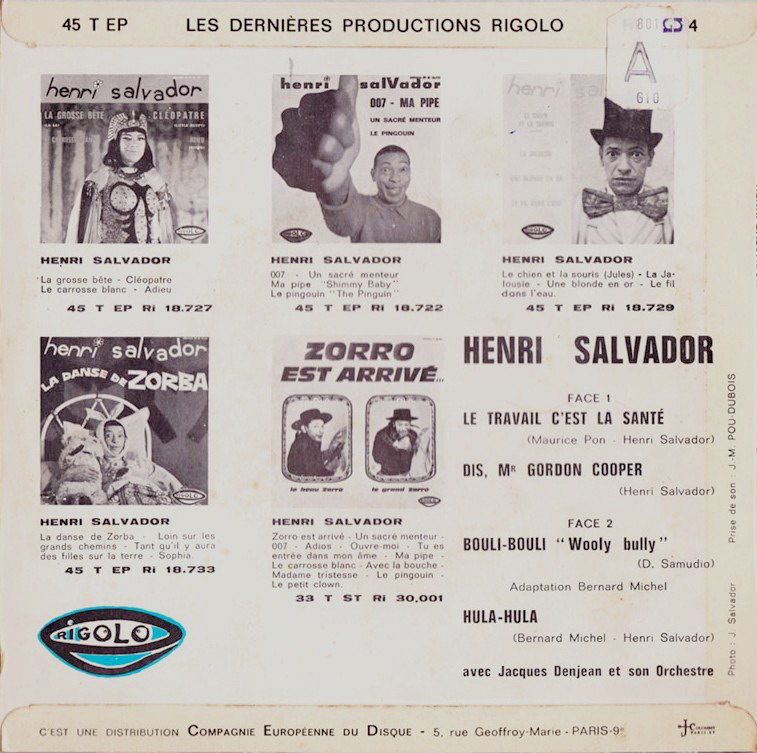 45 T EP
LES DERNIÈRES PRODUCTIONS RIGOLO
801
4
A
G1D
henri salvador
LA GROSSE BÊTE
CLÉOPATRE
RIGOLO
HENRI SALVADOR
La grosse bête - Cléopatre
Le carrosse blanc - Adieu
45 T EP Ri 18.727
henri salVador
007 - MA PIPE
UN SACRÉ MENTEUR
LE PINGOUIN
RIGOLO
HENRI SALVADOR
007 - Un sacré menteur
Ma pipe "Shimmy Baby"
Le pingouin "The Pinguin"
45 T EP Ri 18.722
henri salvador
RIGOLO
HENRI SALVADOR
Le chien et la souris (Jules) - La Ja-
lousie - Une blonde en or - Le fil
dans l'eau.
45 T EP Ri 18.729
henri salvador
LA DANSE DE ZORBA
RIGOLO
HENRI SALVADOR
La danse de Zorba - Loin sur les
grands chemins - Tant qu'il y aura
des filles sur la terre - Sophia.
45 T EP Ri 18.733
ZORRO
EST ARRIVÉ...
le beau Zorro
le grand Zorro
RIGOLO
HENRI SALVADOR
Zorro est arrivé - Un sacré menteur -
007 - Adios - Ouvre-moi - Tu es
entrée dans mon âme - Ma pipe -
Le carrosse blanc - Avec la bouche -
Madame tristesse - Le pingouin -
Le petit clown.
33 T ST Ri 30.001
HENRI SALVADOR
FACE 1
LE TRAVAIL C'EST LA SANTÉ
(Maurice Pon - Henri Salvador)
DIS, MR GORDON COOPER
(Henri Salvador)
FACE 2
BOULI-BOULI "Wooly bully"
(D. Samudio)
Adaptation Bernard Michel
HULA-HULA
(Bernard Michel - Henri Salvador)
avec Jacques Denjean et son Orchestre
Photo : J Salvador
Prise de son : J.-M. POU-DUBOIS
RIGOLO
C'EST UNE DISTRIBUTION COMPAGNIE EUROPÉENNE DU DISQUE - 5, rue Geoffroy-Marie - PARIS-9e